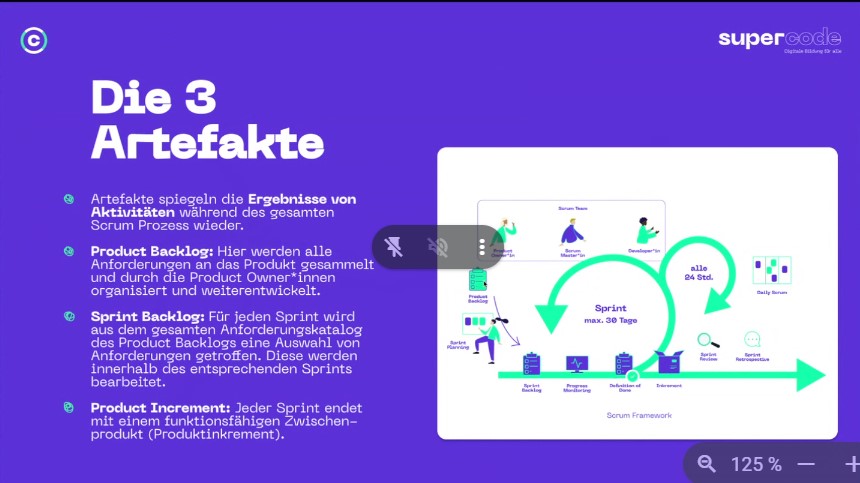 supercode
Digitale Bildung für alle
Die 3
Artefakte
Artefakte spiegeln die Ergebnisse von
Aktivitäten während des gesamten
Scrum Prozess wieder.
Product Backlog: Hier werden alle
Anforderungen an das Produkt gesammelt
und durch die Product Owner*innen
organisiert und weiterentwickelt.
Sprint Backlog: Für jeden Sprint wird
aus dem gesamten Anforderungskatalog
des Product Backlogs eine Auswahl von
Anforderungen getroffen. Diese werden
innerhalb des entsprechenden Sprints
bearbeitet.
Product Increment: Jeder Sprint endet
mit einem funktionsfähigen Zwischen-
produkt (Produktinkrement).
Scrum Team
Product
Owner*in
Scrum
Master*in
Developer*in
Product
Backlog
Sprint
Planning
Sprint
max. 30 Tage
alle
24 Std.
Daily Scrum
Sprint
Review
Sprint
Retrospective
Sprint
Backlog
Progress
Monitoring
Definition of
Done
Increment
Scrum Framework
125 %